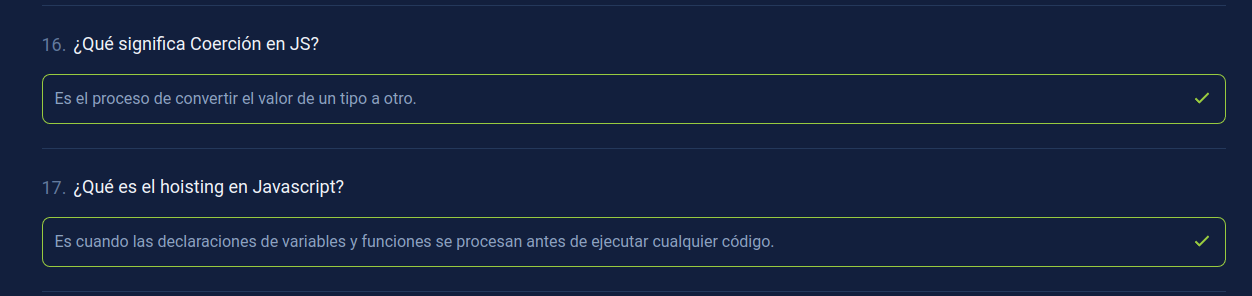 16. ¿Qué significa Coerción en JS?
Es el proceso de convertir el valor de un tipo a otro.
17. ¿Qué es el hoisting en Javascript?
Es cuando las declaraciones de variables y funciones se procesan antes de ejecutar cualquier código.